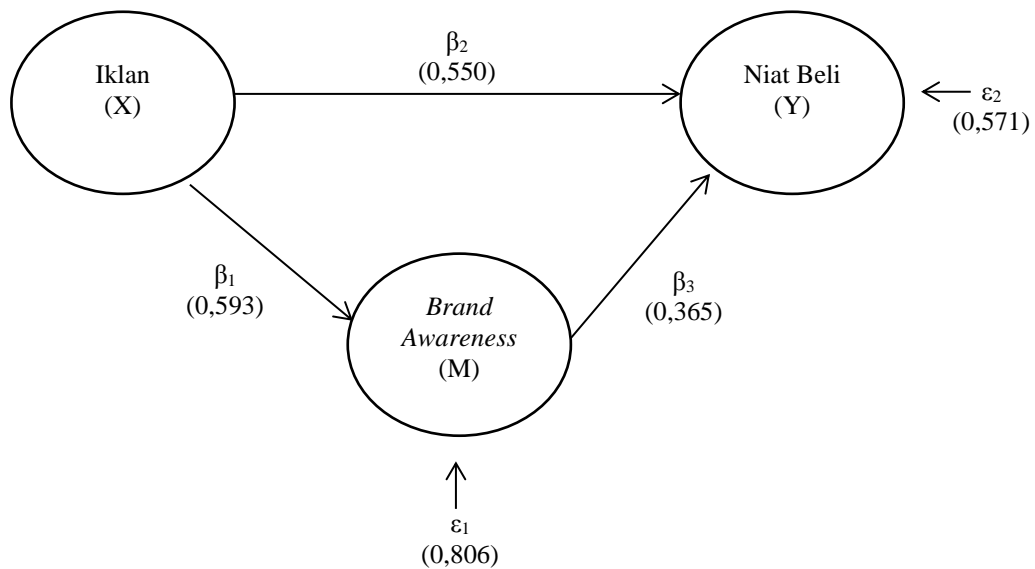 Iklan
(X)
β₂
(0,550)
Niat Beli
(Y)
ε₂
(0,571)
β₁
(0,593)
Brand
Awareness
(M)
β₃
(0,365)
ε₁
(0,806)